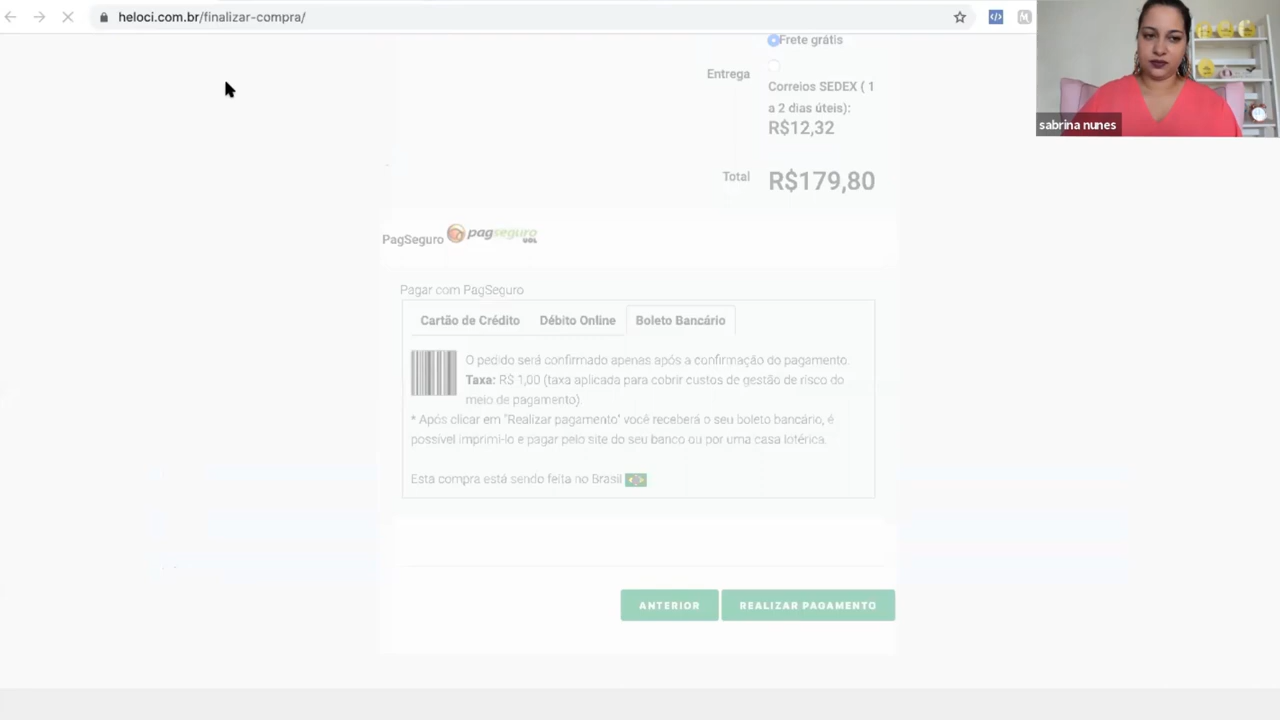 heloci.com.br/finalizar-compra/
sabrina nunes
Frete grátis
Entrega
Correios SEDEX ( 1
a 2 dias úteis):
R$12,32
Total
R$179,80
PagSeguro
pagseguro
UOL
Pagar com PagSeguro
Cartão de Crédito
Débito Online
Boleto Bancário
O pedido será confirmado apenas após a confirmação do pagamento.
Taxa: R$ 1,00 (taxa aplicada para cobrir custos de gestão de risco do
meio de pagamento).
* Após clicar em "Realizar pagamento" você receberá o seu boleto bancário, é
possível imprimi-lo e pagar pelo site do seu banco ou por uma casa lotérica.
Esta compra está sendo feita no Brasil
ANTERIOR
REALIZAR PAGAMENTO